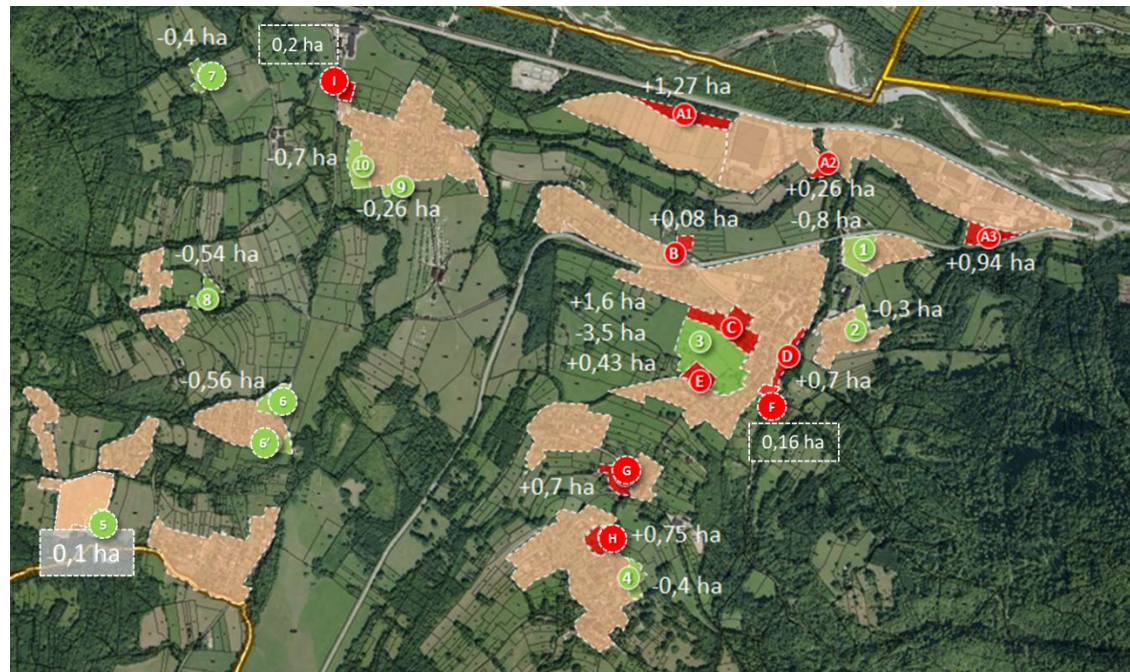 -0,4 ha
0,2 ha
7
I
+1,27 ha
A1
-0,7 ha
10
9
-0,26 ha
A2
+0,26 ha
+0,08 ha
-0,8 ha
B
1
A3
+0,94 ha
-0,54 ha
8
+1,6 ha
-3,5 ha
+0,43 ha
C
3
E
D
-0,3 ha
2
+0,7 ha
F
0,16 ha
-0,56 ha
6
6'
G
+0,7 ha
5
0,1 ha
H
+0,75 ha
4
-0,4 ha